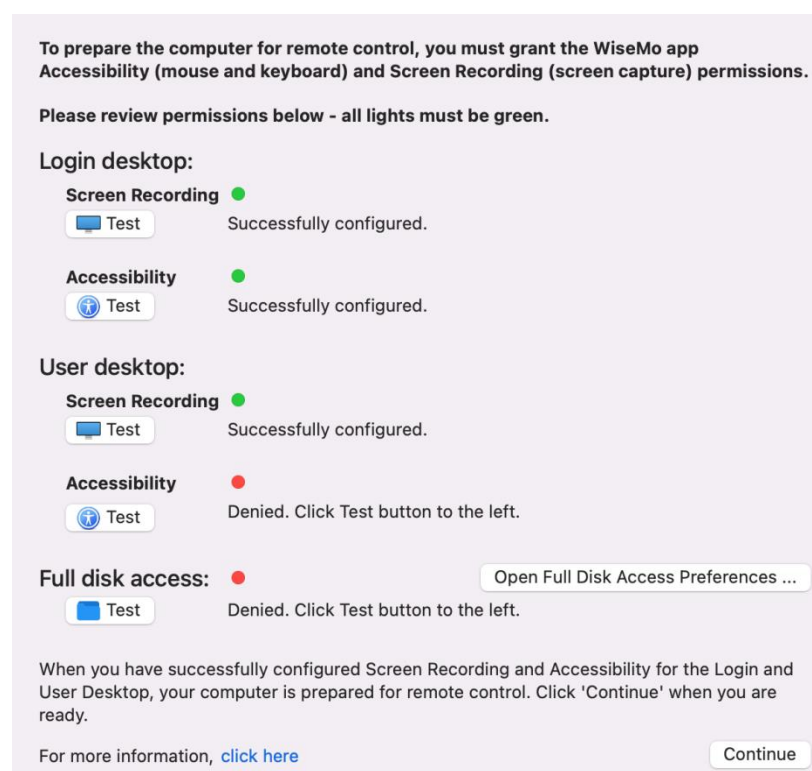 To prepare the computer for remote control, you must grant the WiseMo app
Accessibility (mouse and keyboard) and Screen Recording (screen capture) permissions.
Please review permissions below - all lights must be green.
Login desktop:
Screen Recording
Test
Successfully configured.
Accessibility
Test
Successfully configured.
User desktop:
Screen Recording
Test
Successfully configured.
Accessibility
Test
Denied. Click Test button to the left.
Full disk access:
Open Full Disk Access Preferences ...
Test
Denied. Click Test button to the left.
When you have successfully configured Screen Recording and Accessibility for the Login and
User Desktop, your computer is prepared for remote control. Click 'Continue' when you are
ready.
For more information, click here
Continue